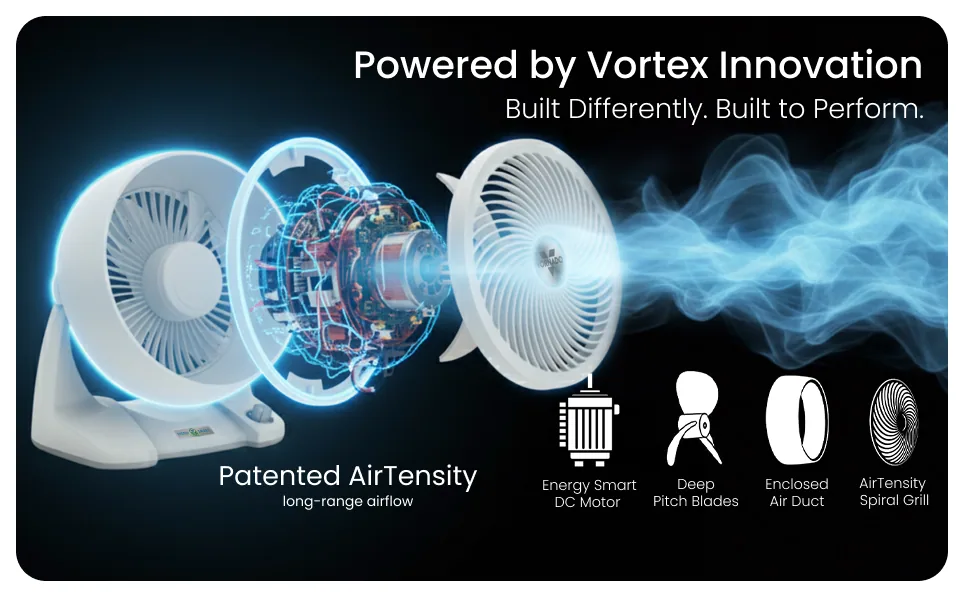 Powered by Vortex Innovation
Built Differently. Built to Perform.
Patented AirTensity
long-range airflow
Energy Smart
DC Motor
Deep
Pitch Blades
Enclosed
Air Duct
AirTensity
Spiral Grill